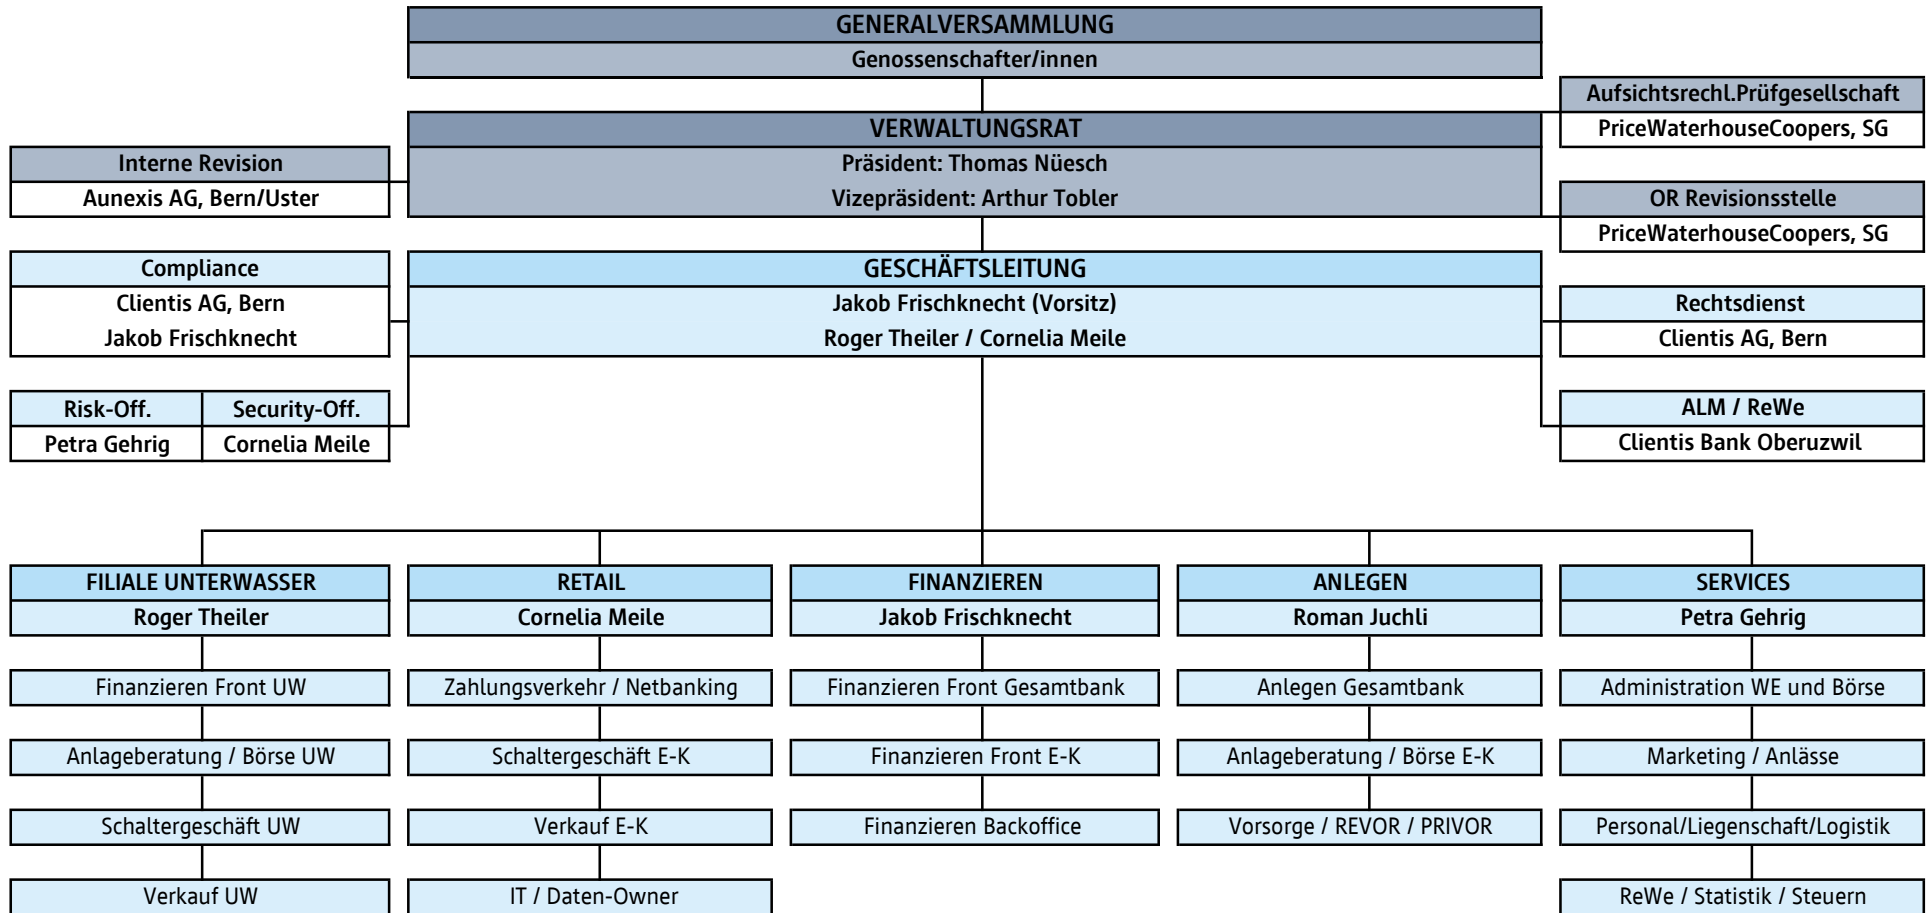 GENERALVERSAMMLUNG
Genossenschafter/innen
Aufsichtsrechl.Prüfgesellschaft
PriceWaterhouseCoopers, SG
VERWALTUNGSRAT
Präsident: Thomas Nüesch
Vizepräsident: Arthur Tobler
Interne Revision
Aunexis AG, Bern/Uster
OR Revisionsstelle
PriceWaterhouseCoopers, SG
Compliance
Clientis AG, Bern
Jakob Frischknecht
GESCHÄFTSLEITUNG
Jakob Frischknecht (Vorsitz)
Roger Theiler / Cornelia Meile
Rechtsdienst
Clientis AG, Bern
Risk-Off.
Petra Gehrig
Security-Off.
Cornelia Meile
ALM / ReWe
Clientis Bank Oberuzwil
FILIALE UNTERWASSER
Roger Theiler
Finanzieren Front UW
Anlageberatung / Börse UW
Schaltergeschäft UW
Verkauf UW
RETAIL
Cornelia Meile
Zahlungsverkehr / Netbanking
Schaltergeschäft E-K
Verkauf E-K
IT / Daten-Owner
FINANZIEREN
Jakob Frischknecht
Finanzieren Front Gesamtbank
Finanzieren Front E-K
Finanzieren Backoffice
ANLEGEN
Roman Juchli
Anlegen Gesamtbank
Anlageberatung / Börse E-K
Vorsorge / REVOR / PRIVOR
SERVICES
Petra Gehrig
Administration WE und Börse
Marketing / Anlässe
Personal/Liegenschaft/Logistik
ReWe / Statistik / Steuern